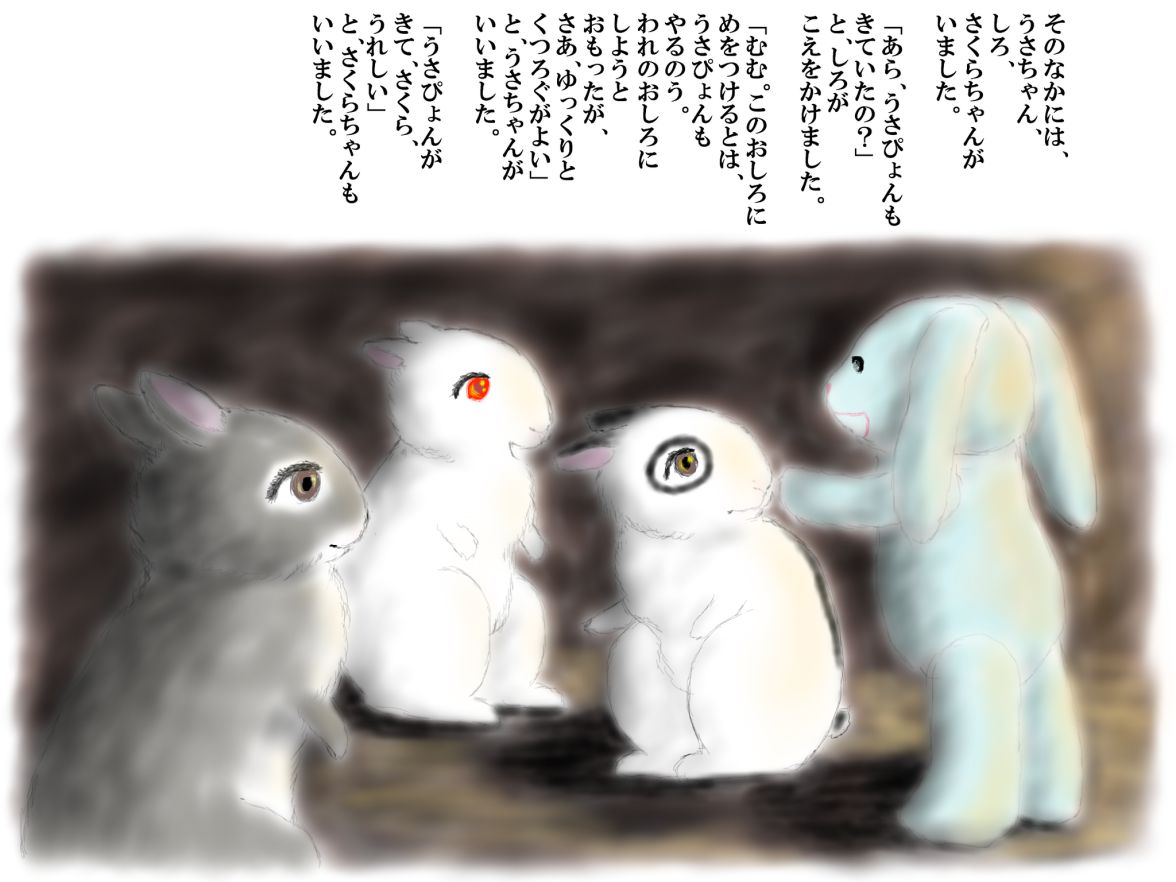 そのなかには、
うさちゃん、
しろ、
さくらちゃんが
いました。
「あら、うさぴょんも
きていたの？」
と、しろが
こえをかけました。
「むむ。このおしろに
めをつけるとは、
うさぴょんも
やるのう。
われのおしろに
しようと
おもったが、
さあ、ゆっくりと
くつろぐがよい」
と、うさちゃんが
いいました。
「うさぴょんが
きて、さくら、
うれしい」
と、さくらちゃんも
いいました。